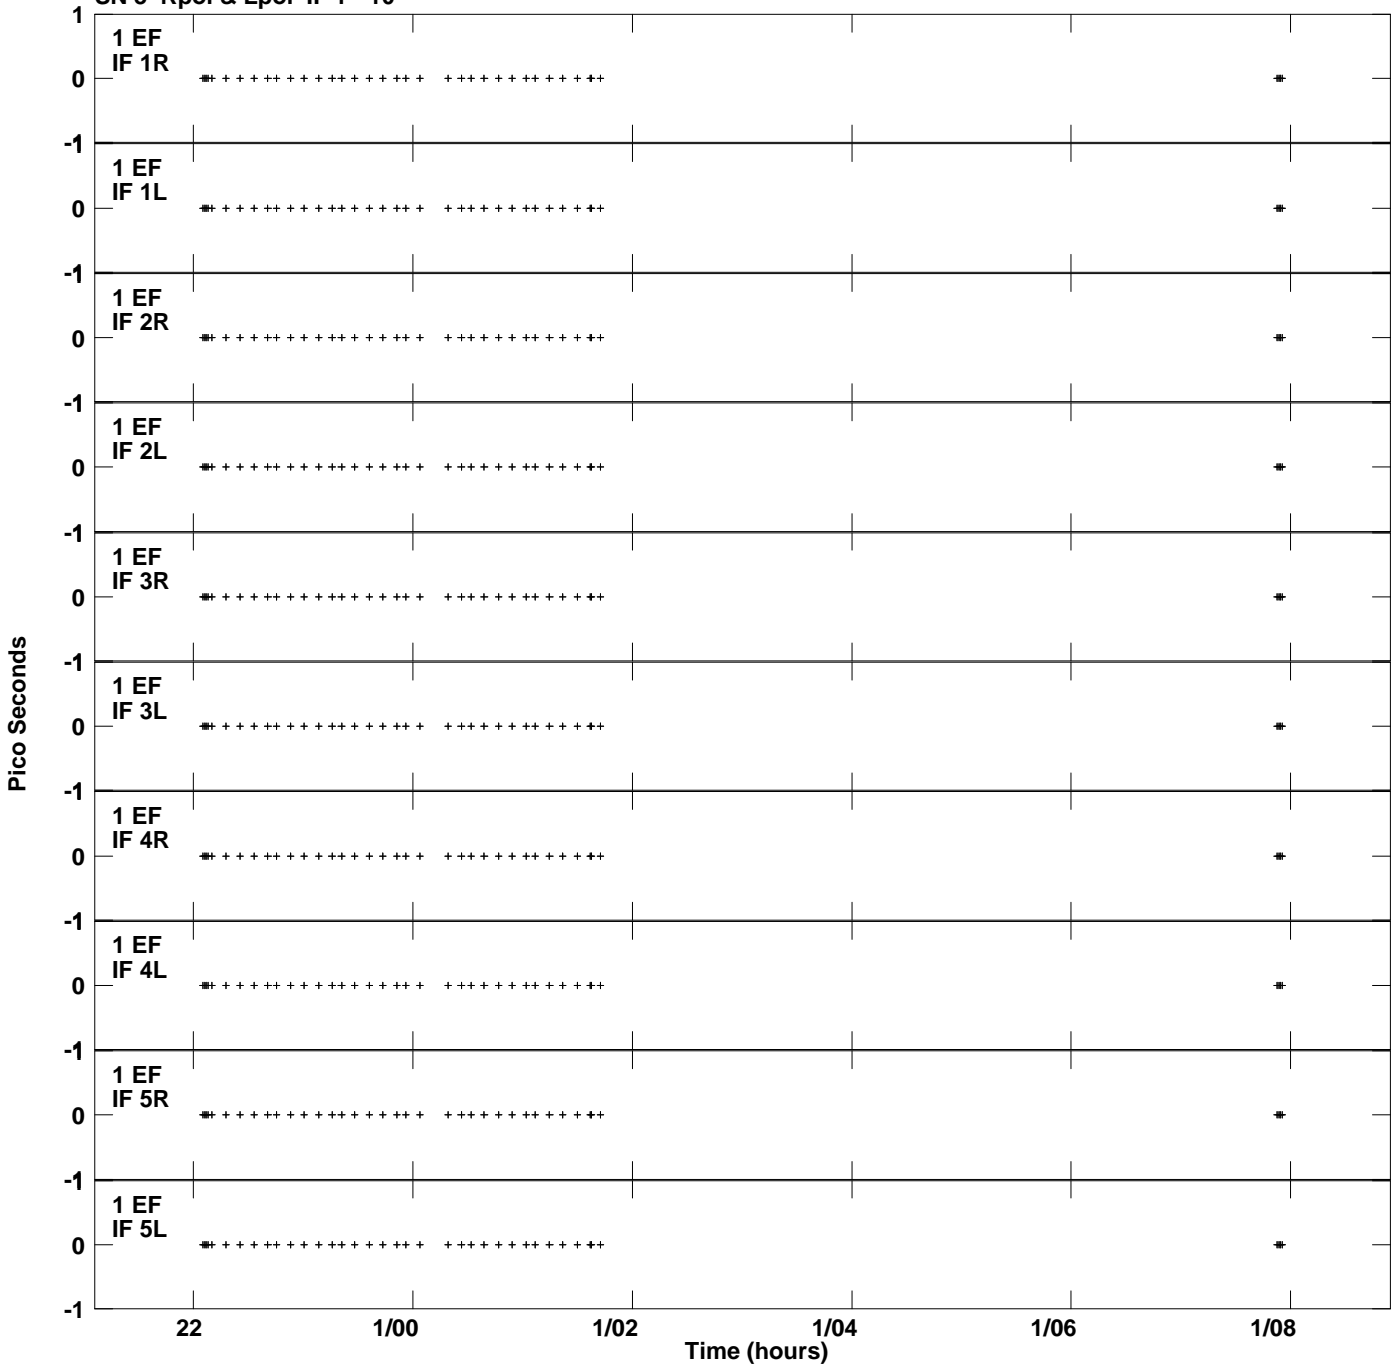 1
1 EF
IF 1R
0
-1
1 EF
IF 1L
0
-1
1 EF
IF 2R
0
-1
1 EF
IF 2L
0
-1
1 EF
IF 3R
0
-1
1 EF
IF 3L
0
-1
1 EF
IF 4R
0
-1
1 EF
IF 4L
0
-1
1 EF
IF 5R
0
-1
1 EF
IF 5L
0
-1
Pico Seconds
22 1/00 1/02 1/04 1/06 1/08
Time (hours)